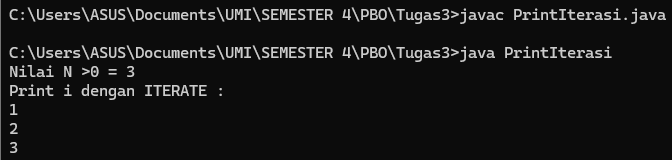 C:\Users\ASUS\Documents\UMI\SEMESTER 4\PBO\Tugas3>javac PrintIterasi.java
C:\Users\ASUS\Documents\UMI\SEMESTER 4\PBO\Tugas3>java PrintIterasi
Nilai N >0 = 3
Print i dengan ITERATE :
1
2
3